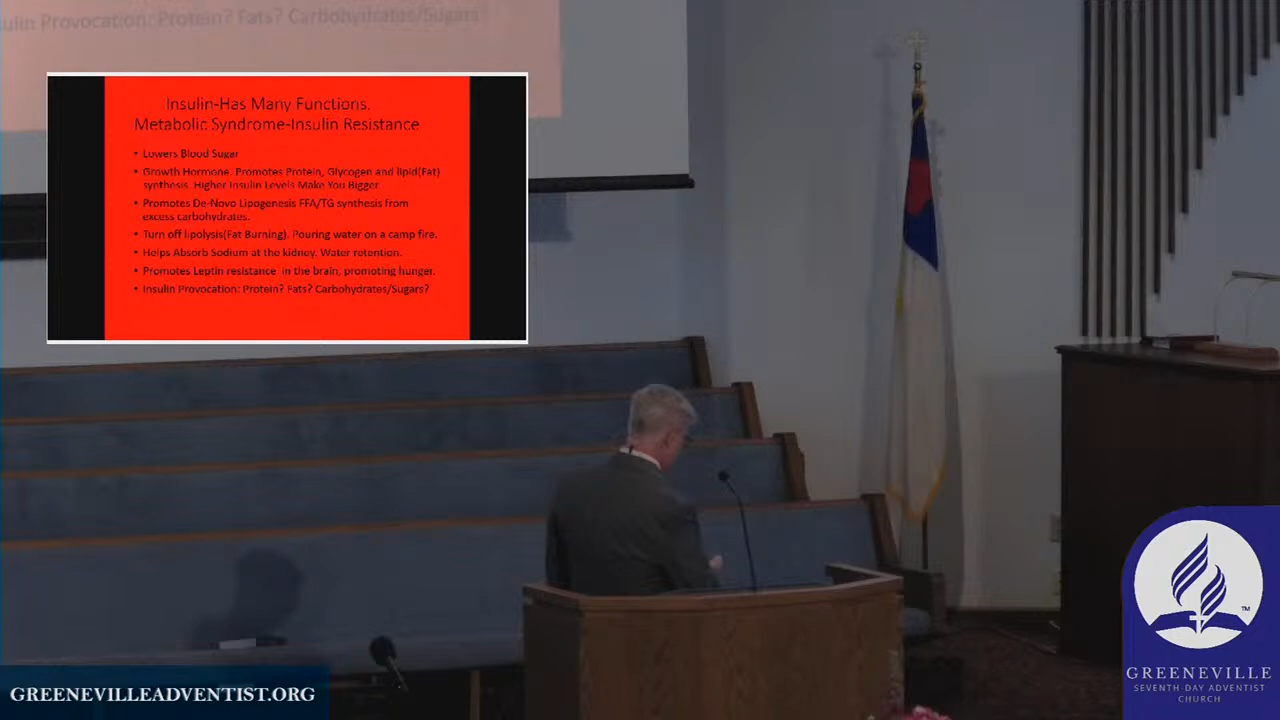 sulin Provocation: Protein? Fats? Carbohydrates/Sugars
Insulin-Has Many Functions.
Metabolic Syndrome-Insulin Resistance
• Lowers Blood Sugar
• Growth Hormone. Promotes Protein, Glycogen and lipid(Fat)
synthesis. Higher Insulin Levels Make You Bigger.
• Promotes De-Novo Lipogenesis FFA/TG synthesis from
excess carbohydrates.
• Turn off lipolysis(Fat Burning). Pouring water on a camp fire.
• Helps Absorb Sodium at the kidney. Water retention.
• Promotes Leptin resistance in the brain, promoting hunger.
• Insulin Provocation: Protein? Fats? Carbohydrates/Sugars?
GREENEVILLEADVENTIST.ORG
TM
GREENEVILLE
SEVENTH-DAY ADVENTIST
CHURCH